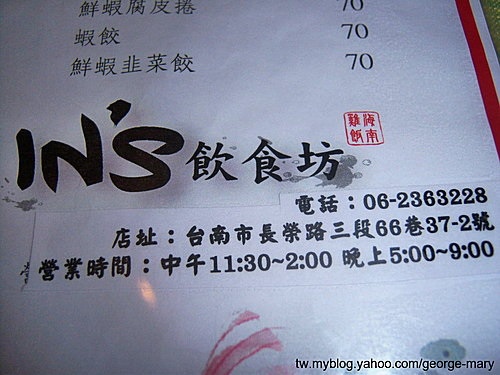 鮮蝦腐皮捲 70
蝦餃 70
鮮蝦韭菜餃 70
IN'S 飲食坊
海南雞飯
電話：06-2363228
店址：台南市長榮路三段66巷37-2號
營業時間：中午11:30~2:00 晚上5:00~9:00
tw.myblog.yahoo.com/george-mary